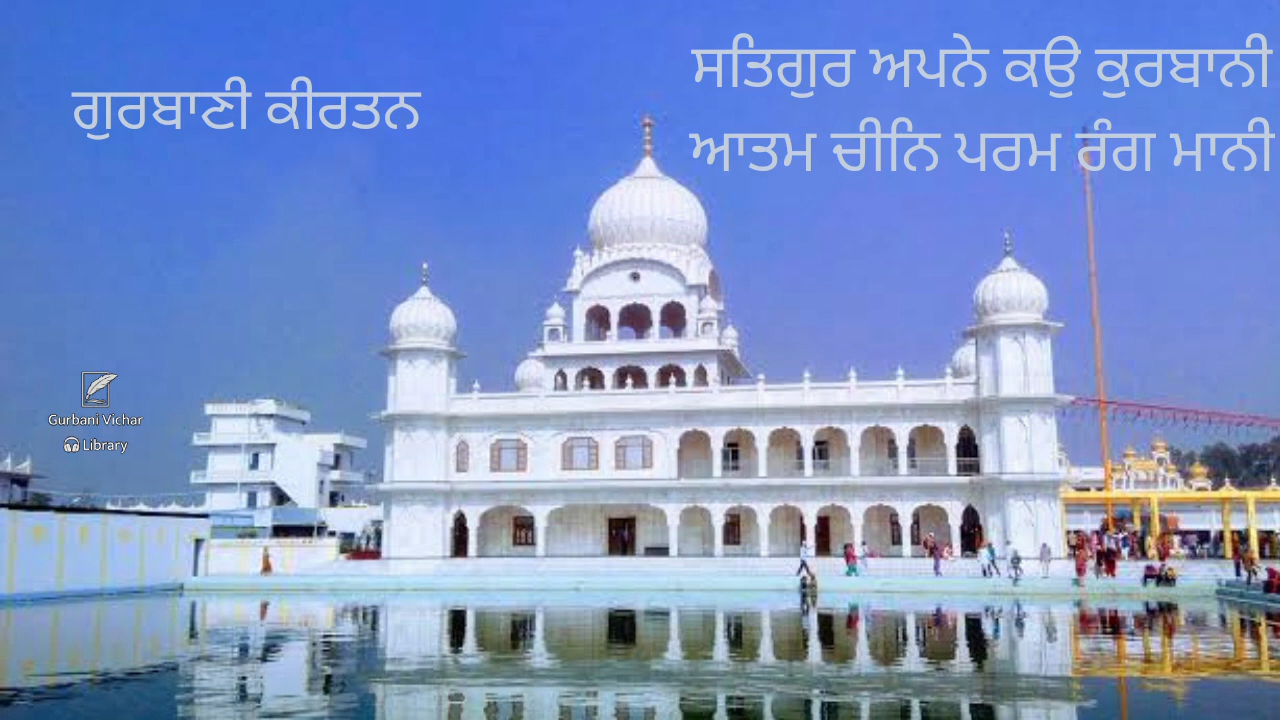 ਗੁਰਬਾਣੀ ਕੀਰਤਨ
ਸਤਿਗੁਰ ਅਪਨੇ ਕਉ ਕੁਰਬਾਨੀ
ਆਤਮ ਚੀਨਿ ਪਰਮ ਰੰਗ ਮਾਨੀ
Gurbani Vichar
Library